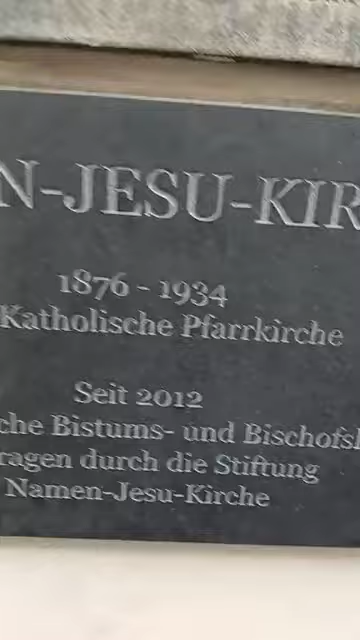 N-JESU-KIR
1876 - 1934
Katholische Pfarrkirche
Seit 2012
che Bistums- und Bischofs
ragen durch die Stiftung
Namen-Jesu-Kirche